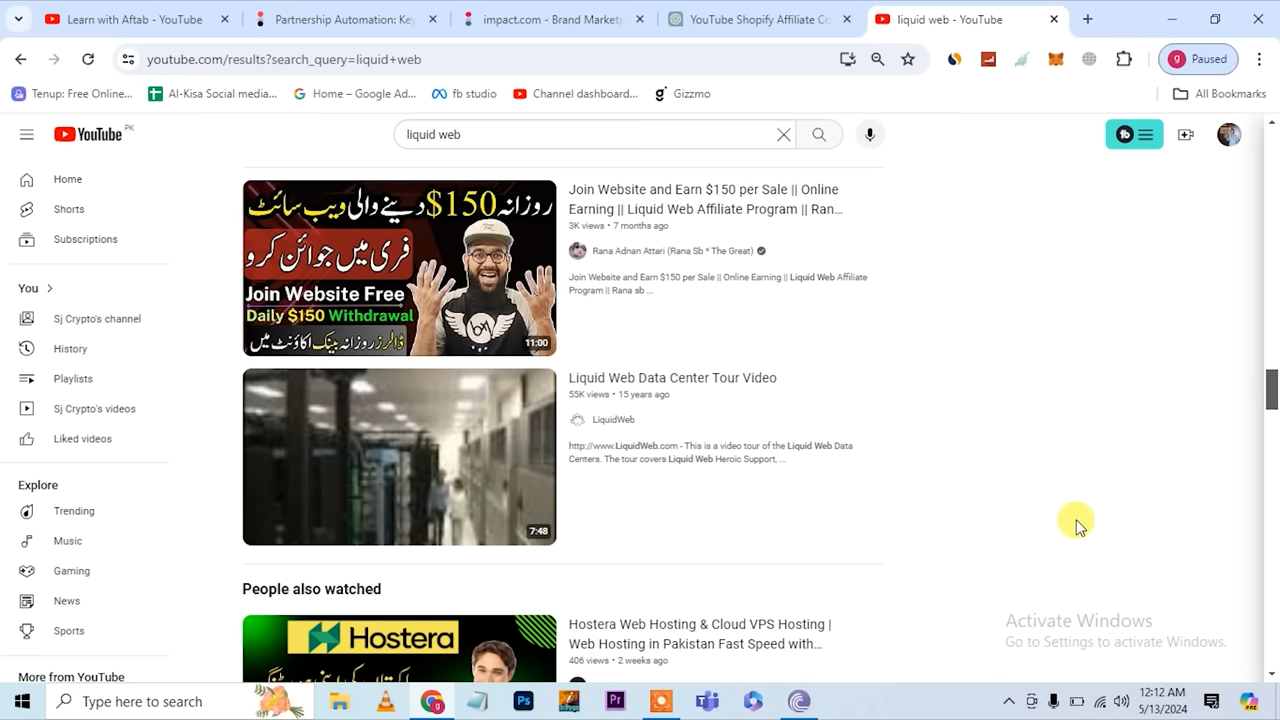 Learn with Aftab - YouTube
Partnership Automation: Key
impact.com - Brand Market
YouTube Shopify Affiliate Co
liquid web - YouTube
youtube.com/results?search_query=liquid+web
Paused
Tenup: Free Online...
Al-Kisa Social media...
Home – Google Ad...
fb studio
Channel dashboard...
Gizzmo
All Bookmarks
YouTube PK
liquid web
Home
Shorts
Subscriptions
You
Sj Crypto's channel
History
Playlists
Sj Crypto's videos
Liked videos
Explore
Trending
Music
Gaming
News
Sports
More from YouTube
روزانہ $150 دینے والی ویب سائٹ
فری میں جوائن کرو
Join Website Free
Daily $150 Withdrawal
ڈالرز روزانہ بینک اکاؤنٹ میں
11:00
Join Website and Earn $150 per Sale || Online
Earning || Liquid Web Affiliate Program || Ran...
3K views • 7 months ago
Rana Adnan Attari (Rana Sb * The Great)
Join Website and Earn $150 per Sale || Online Earning || Liquid Web Affiliate
Program || Rana sb ...
7:48
Liquid Web Data Center Tour Video
55K views • 15 years ago
LiquidWeb
http://www.LiquidWeb.com - This is a video tour of the Liquid Web Data
Centers. The tour covers Liquid Web Heroic Support, ...
People also watched
Hostera
Hostera Web Hosting & Cloud VPS Hosting |
Web Hosting in Pakistan Fast Speed with...
406 views • 2 weeks ago
Activate Windows
Go to Settings to activate Windows.
Type here to search
12:12 AM
5/13/2024